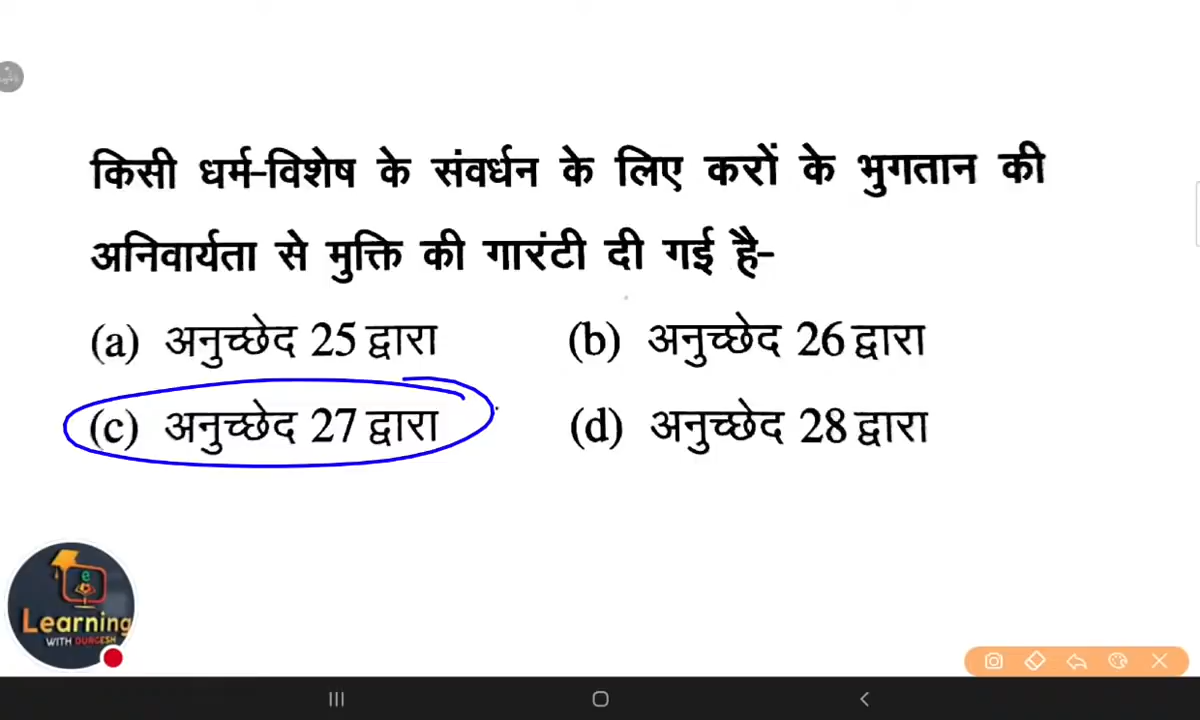 किसी धर्म-विशेष के संवर्धन के लिए करों के भुगतान की
अनिवार्यता से मुक्ति की गारंटी दी गई है-
(a) अनुच्छेद 25 द्वारा (b) अनुच्छेद 26 द्वारा
(c) अनुच्छेद 27 द्वारा (d) अनुच्छेद 28 द्वारा
e
Learning
WITH DURGESH